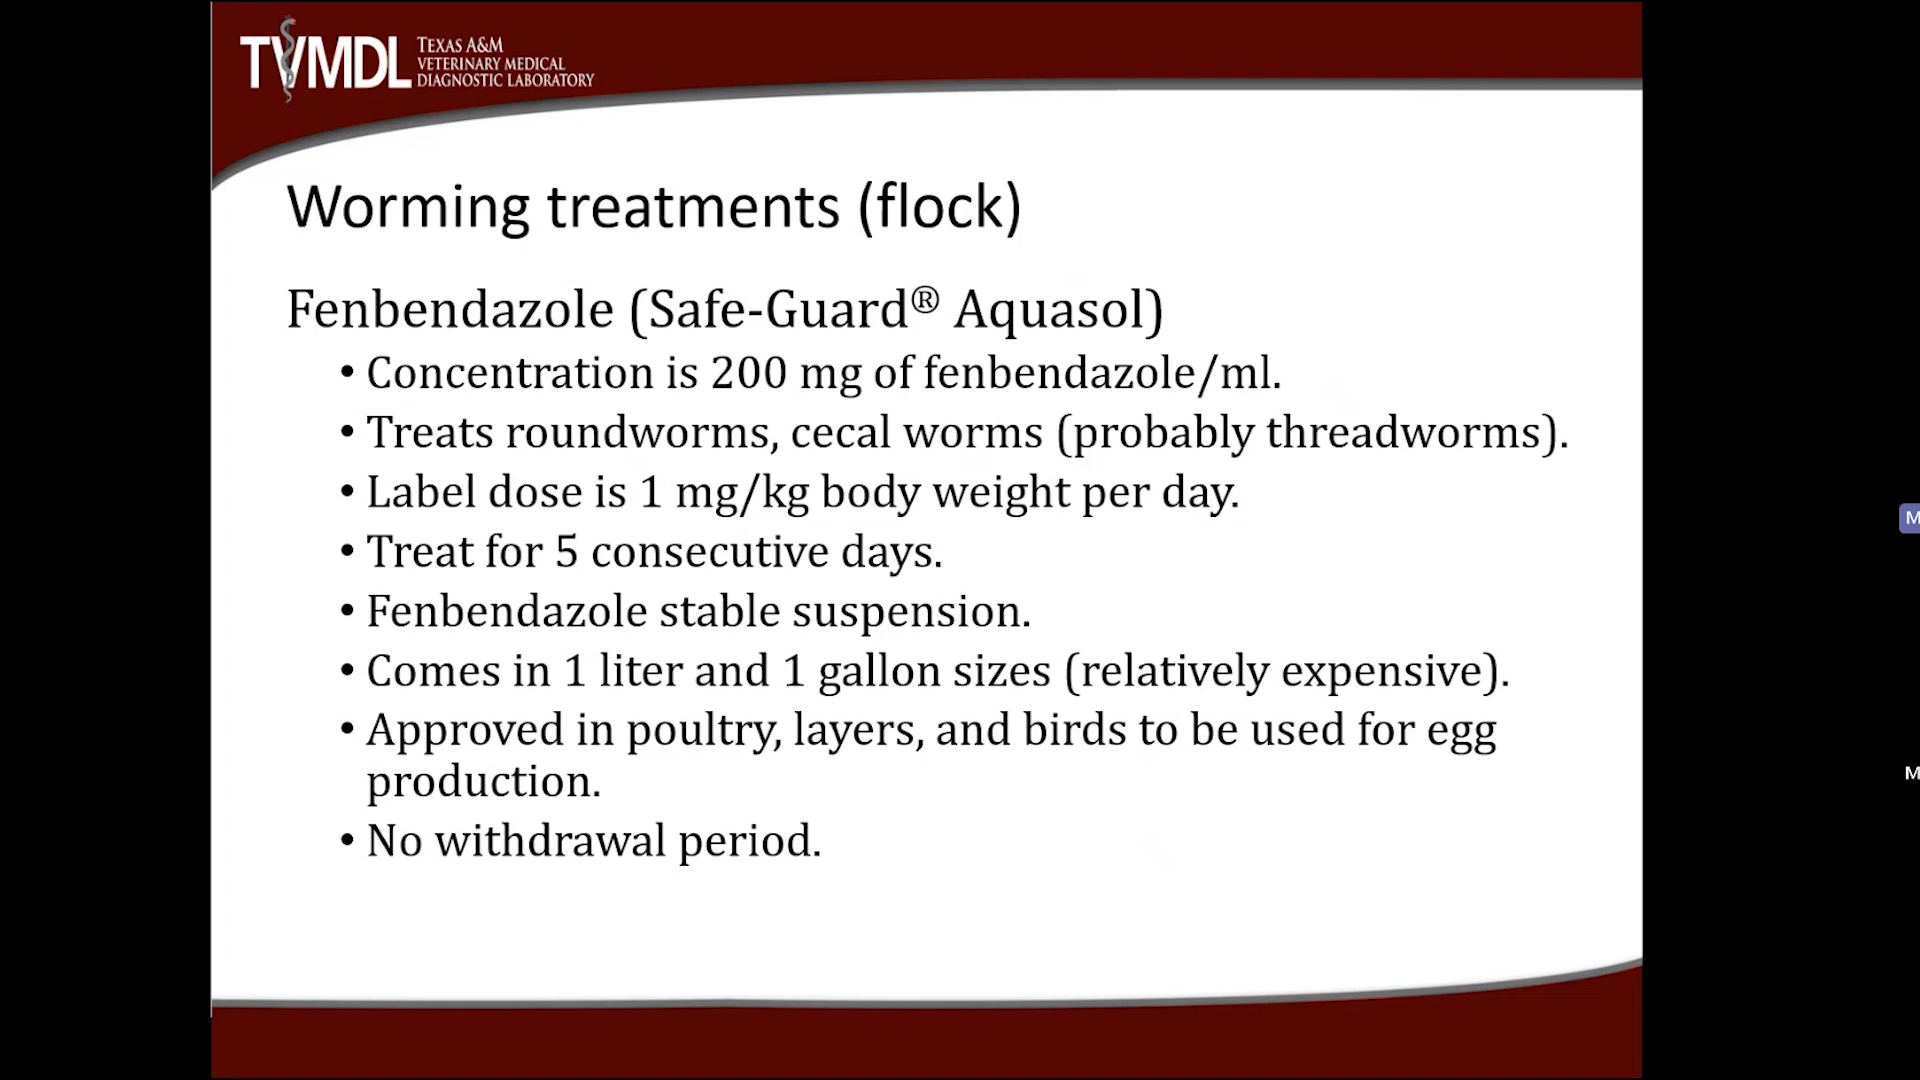 TVMDL
TEXAS A&M
VETERINARY MEDICAL
DIAGNOSTIC LABORATORY
Worming treatments (flock)
Fenbendazole (Safe-Guard® Aquasol)
• Concentration is 200 mg of fenbendazole/ml.
• Treats roundworms, cecal worms (probably threadworms).
• Label dose is 1 mg/kg body weight per day.
• Treat for 5 consecutive days.
• Fenbendazole stable suspension.
• Comes in 1 liter and 1 gallon sizes (relatively expensive).
• Approved in poultry, layers, and birds to be used for egg
production.
• No withdrawal period.
M
M